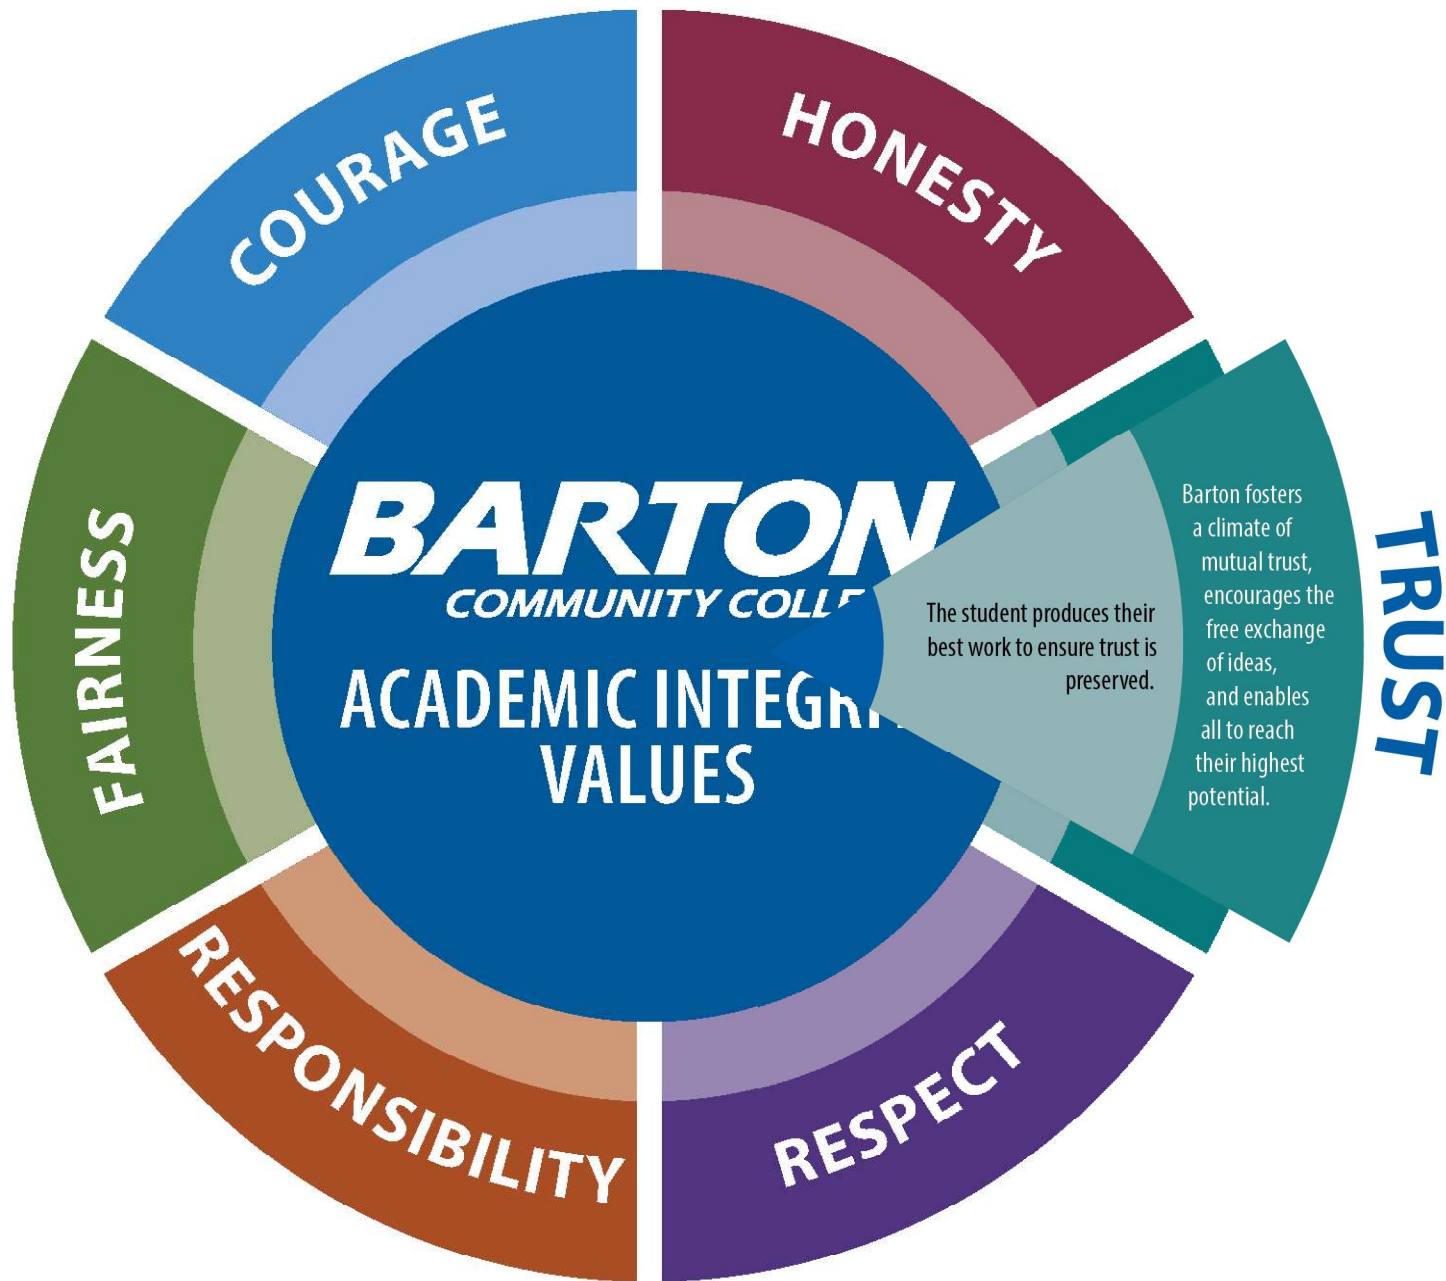 COURAGE
HONESTY
BARTON
COMMUNITY COLLE
ACADEMIC INTEGRI
VALUES
The student produces their
best work to ensure trust is
preserved.
Barton fosters
a climate of
mutual trust,
encourages the
free exchange
of ideas,
and enables
all to reach
their highest
potential.
TRUST
FAIRNESS
RESPONSIBILITY
RESPECT